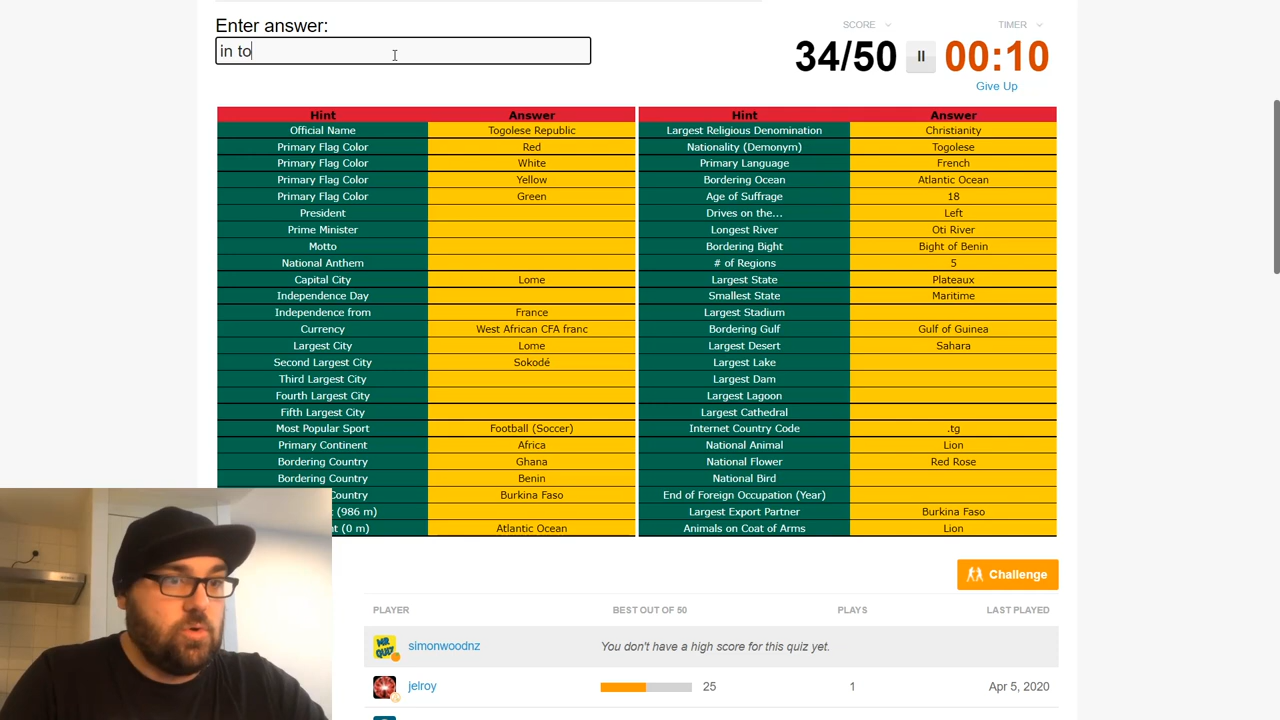 Enter answer:
in to
SCORE
TIMER
34/50
00:10
Give Up
Hint Answer Hint Answer
Official Name Togolese Republic Largest Religious Denomination Christianity
Primary Flag Color Red Nationality (Demonym) Togolese
Primary Flag Color White Primary Language French
Primary Flag Color Yellow Bordering Ocean Atlantic Ocean
Primary Flag Color Green Age of Suffrage 18
President Drives on the... Left
Prime Minister Longest River Oti River
Motto Bordering Bight Bight of Benin
National Anthem # of Regions 5
Capital City Lome Largest State Plateaux
Independence Day Smallest State Maritime
Independence from France Largest Stadium
Currency West African CFA franc Bordering Gulf Gulf of Guinea
Largest City Lome Largest Desert Sahara
Second Largest City Sokodé Largest Lake
Third Largest City Largest Dam
Fourth Largest City Largest Lagoon
Fifth Largest City Largest Cathedral
Most Popular Sport Football (Soccer) Internet Country Code .tg
Primary Continent Africa National Animal Lion
Bordering Country Ghana National Flower Red Rose
Bordering Country Benin National Bird
Country Burkina Faso End of Foreign Occupation (Year)
(986 m) Largest Export Partner Burkina Faso
(0 m) Atlantic Ocean Animals on Coat of Arms Lion
Challenge
PLAYER BEST OUT OF 50 PLAYS LAST PLAYED
MR QUIZ
simonwoodnz You don't have a high score for this quiz yet.
jelroy 25 1 Apr 5, 2020